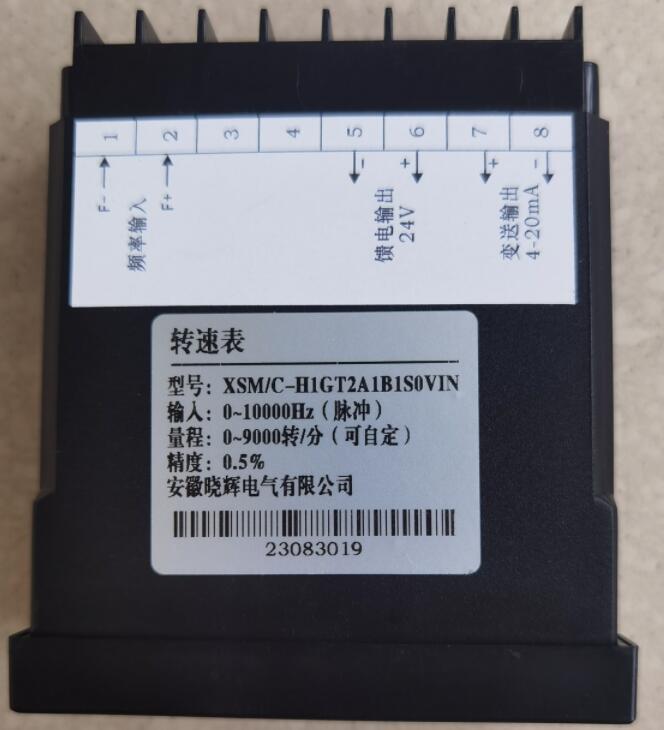 1 2 3 4 5 6 7 8
F- F+ - + + -
频率输入
馈电输出
24V
变送输出
4-20mA
转速表
型号: XSM/C-H1GT2A1B1S0VIN
输入: 0~10000Hz(脉冲)
量程: 0~9000转/分(可自定)
精度: 0.5%
安徽晓辉电气有限公司
23083019